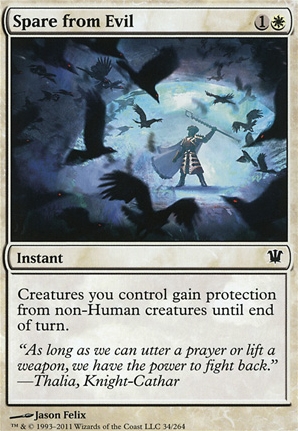 Spare from Evil 1
Instant
Creatures you control gain protection
from non-Human creatures until end
of turn.
“As long as we can utter a prayer or lift a
weapon, we have the power to fight back.”
—Thalia, Knight-Cathar
Jason Felix
™ & © 1993–2011 Wizards of the Coast LLC 34/264